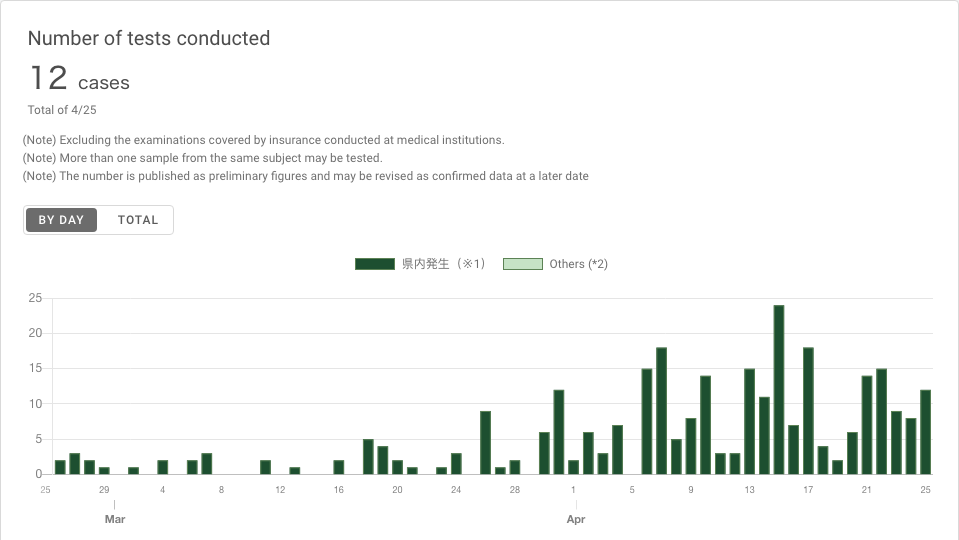 Number of tests conducted
12 cases
Total of 4/25
(Note) Excluding the examinations covered by insurance conducted at medical institutions.
(Note) More than one sample from the same subject may be tested.
(Note) The number is published as preliminary figures and may be revised as confirmed data at a later date
BY DAY TOTAL
県内発生（※1） Others (*2)
25
20
15
10
5
0
25 29 4 8 12 16 20 24 28 1 5 9 13 17 21 25
Mar Apr